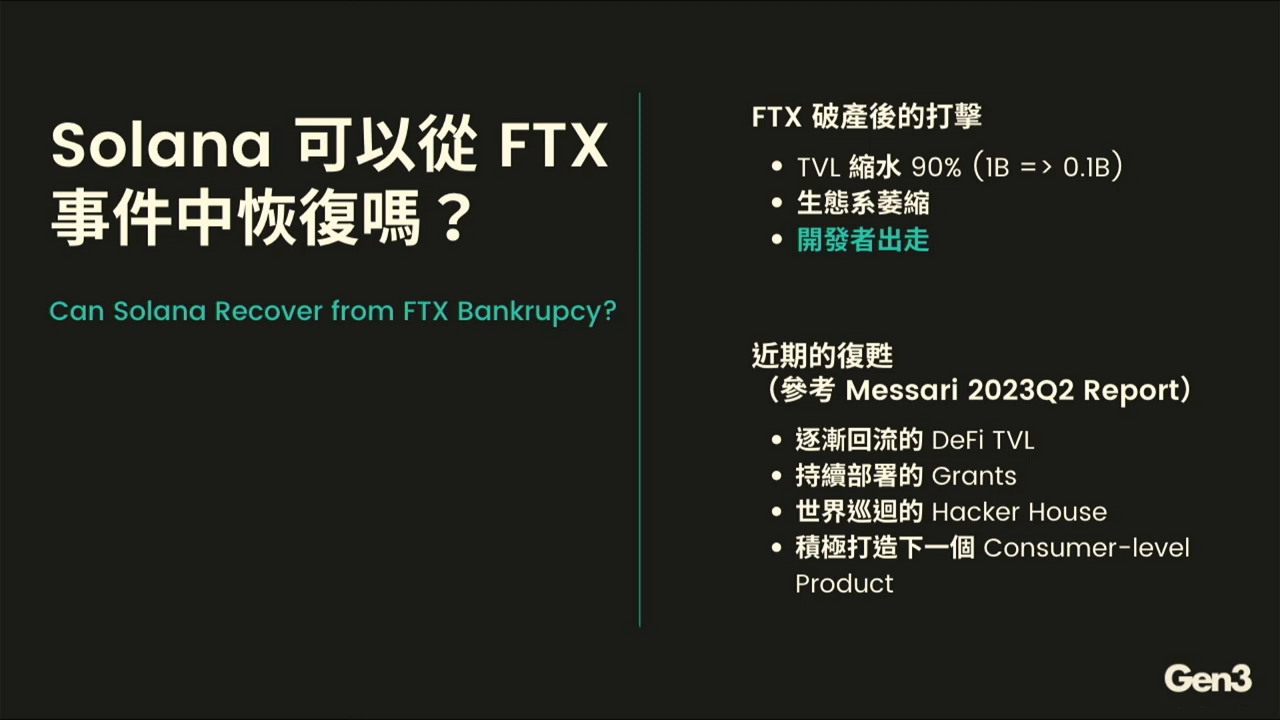 Solana 可以從 FTX
事件中恢復嗎？
Can Solana Recover from FTX Bankrupcy?
FTX 破產後的打擊
• TVL 縮水 90% (1B => 0.1B)
• 生態系萎縮
• 開發者出走
近期的復甦
（參考 Messari 2023Q2 Report）
• 逐漸回流的 DeFi TVL
• 持續部署的 Grants
• 世界巡迴的 Hacker House
• 積極打造下一個 Consumer-level
Product
Gen3